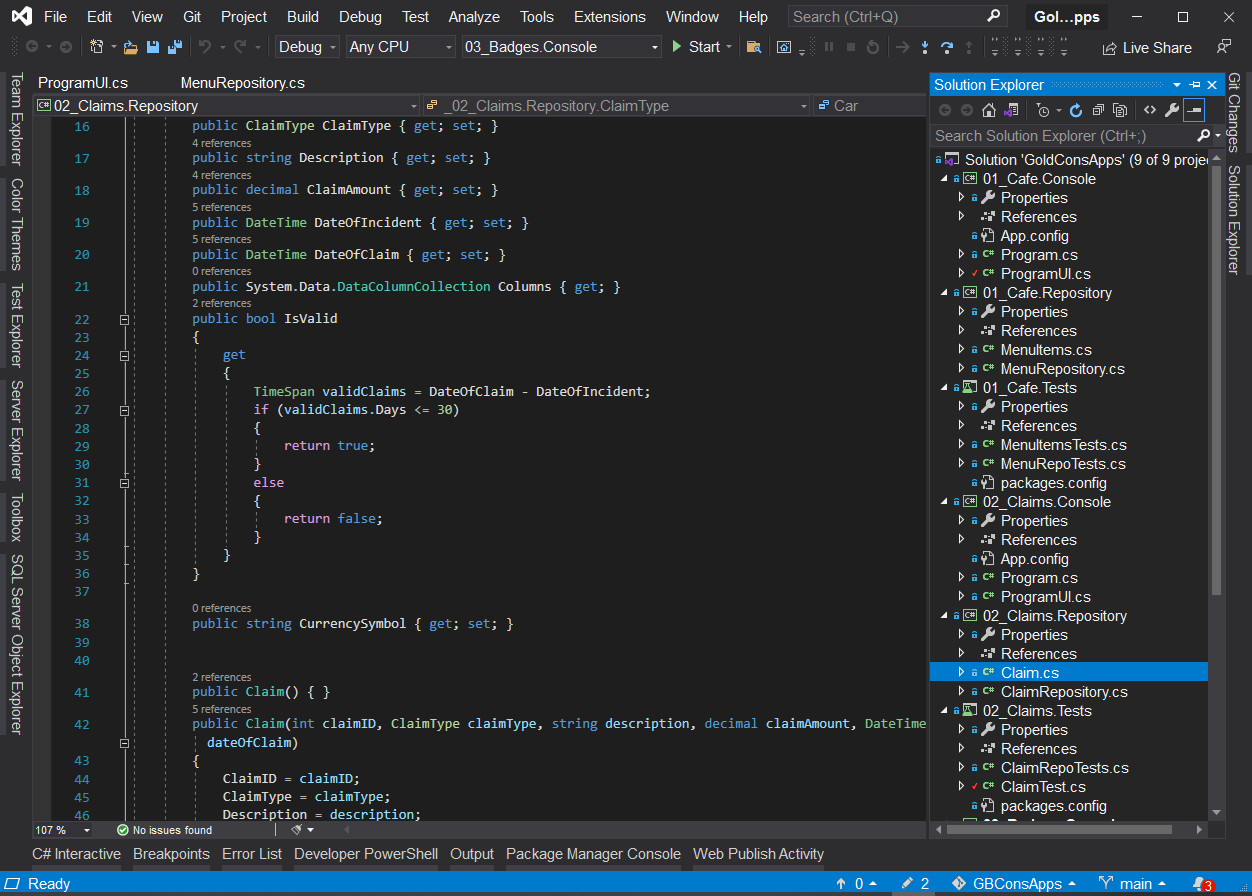 File Edit View Git Project Build Debug Test Analyze Tools Extensions Window Help Search (Ctrl+Q) Gol...pps
Debug Any CPU 03_Badges.Console Start Live Share
ProgramUI.cs MenuRepository.cs
02_Claims.Repository _02_Claims.Repository.ClaimType Car
16 public ClaimType ClaimType { get; set; }
4 references
17 public string Description { get; set; }
4 references
18 public decimal ClaimAmount { get; set; }
5 references
19 public DateTime DateOfIncident { get; set; }
5 references
20 public DateTime DateOfClaim { get; set; }
0 references
21 public System.Data.DataColumnCollection Columns { get; }
2 references
22 public bool IsValid
23 {
24 get
25 {
26 TimeSpan validClaims = DateOfClaim - DateOfIncident;
27 if (validClaims.Days <= 30)
28 {
29 return true;
30 }
31 else
32 {
33 return false;
34 }
35 }
36 }
37
0 references
38 public string CurrencySymbol { get; set; }
39
40
2 references
41 public Claim() { }
5 references
42 public Claim(int claimID, ClaimType claimType, string description, decimal claimAmount, DateTime
dateOfClaim)
43 {
44 ClaimID = claimID;
45 ClaimType = claimType;
46 Description = description;
107 % No issues found
Team Explorer
Color Themes
Test Explorer
Server Explorer
Toolbox
SQL Server Object Explorer
Solution Explorer
Search Solution Explorer (Ctrl+;)
Solution 'GoldConsApps' (9 of 9 proje
01_Cafe.Console
Properties
References
App.config
Program.cs
ProgramUI.cs
01_Cafe.Repository
Properties
References
MenuItems.cs
MenuRepository.cs
01_Cafe.Tests
Properties
References
MenuItemsTests.cs
MenuRepoTests.cs
packages.config
02_Claims.Console
Properties
References
App.config
Program.cs
ProgramUI.cs
02_Claims.Repository
Properties
References
Claim.cs
ClaimRepository.cs
02_Claims.Tests
Properties
References
ClaimRepoTests.cs
ClaimTest.cs
packages.config
Git Changes
Solution Explorer
C# Interactive Breakpoints Error List Developer PowerShell Output Package Manager Console Web Publish Activity
Ready 0 2 GBConsApps main 3